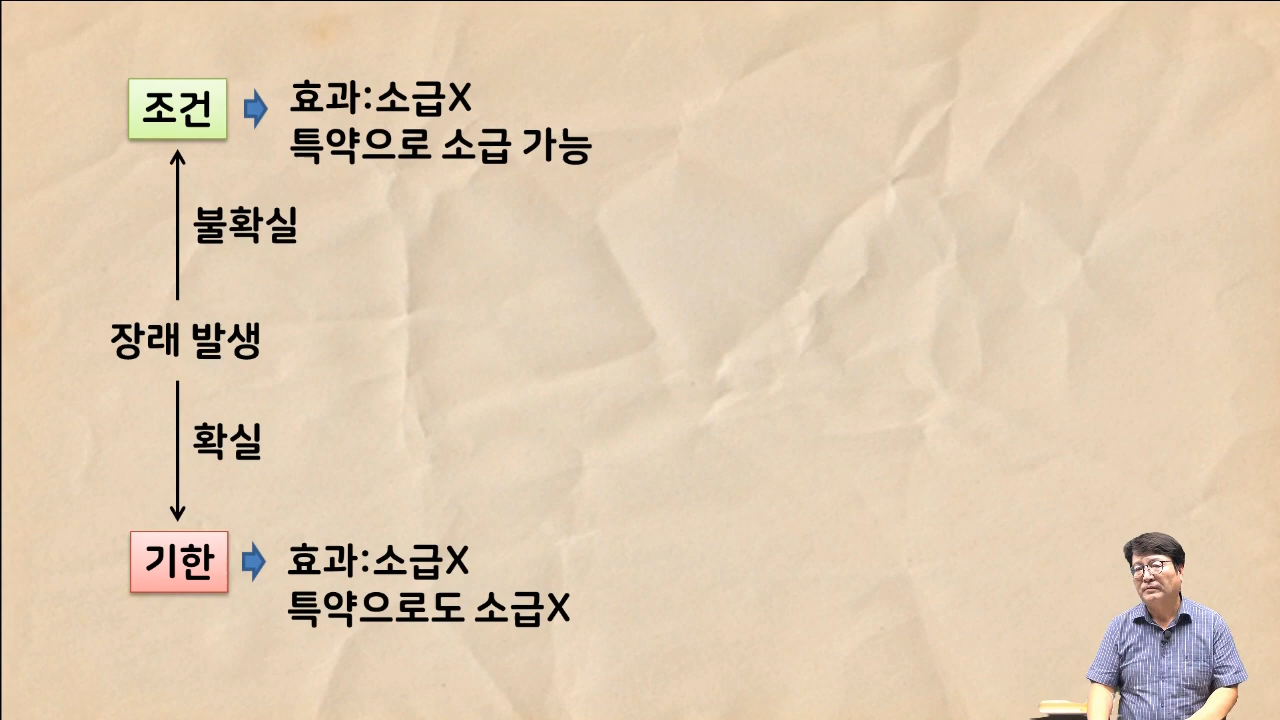 조건
효과:소급X
특약으로 소급 가능
불확실
장래 발생
확실
기한
효과:소급X
특약으로도 소급X